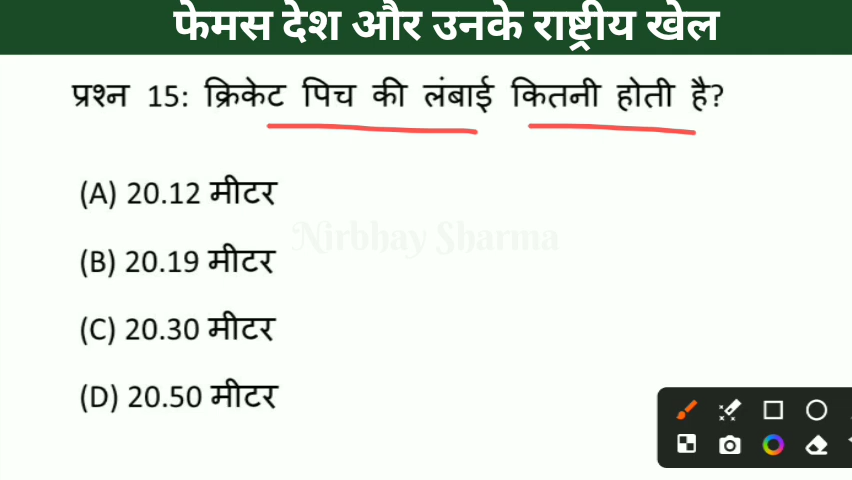 फेमस देश और उनके राष्ट्रीय खेल
प्रश्न 15: क्रिकेट पिच की लंबाई कितनी होती है?
(A) 20.12 मीटर
Nirbhay Sharma
(B) 20.19 मीटर
(C) 20.30 मीटर
(D) 20.50 मीटर